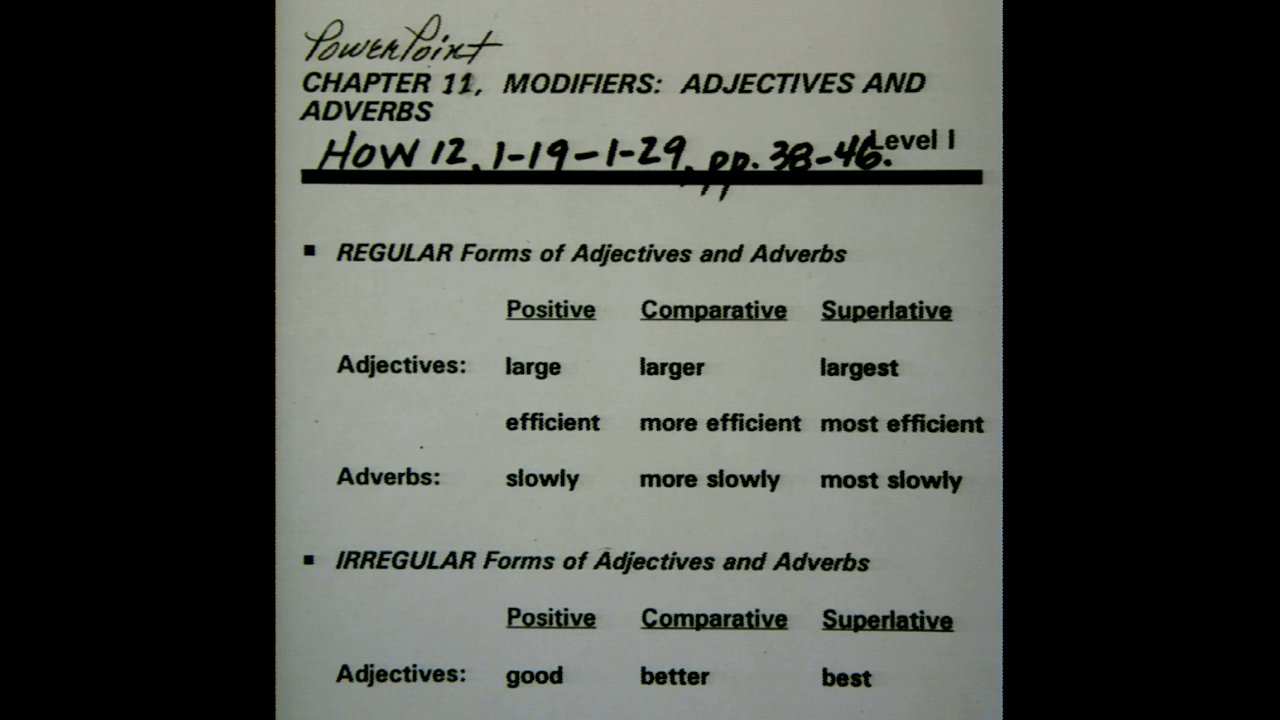 PowerPoint
CHAPTER 11, MODIFIERS: ADJECTIVES AND
ADVERBS
HOW 12, 1-19-1-29, pp. 38-46. Level I
▪ REGULAR Forms of Adjectives and Adverbs
Positive Comparative Superlative
Adjectives: large larger largest
efficient more efficient most efficient
Adverbs: slowly more slowly most slowly
▪ IRREGULAR Forms of Adjectives and Adverbs
Positive Comparative Superlative
Adjectives: good better best